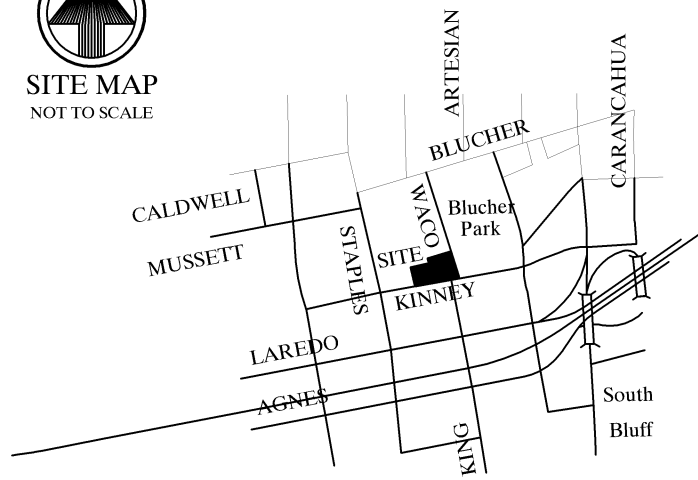 SITE MAP
NOT TO SCALE
ARTESIAN
CARANCAHUA
BLUCHER
CALDWELL
WACO
Blucher
Park
MUSSETT
STAPLES
SITE
KINNEY
LAREDO
AGNES
South
Bluff
KING